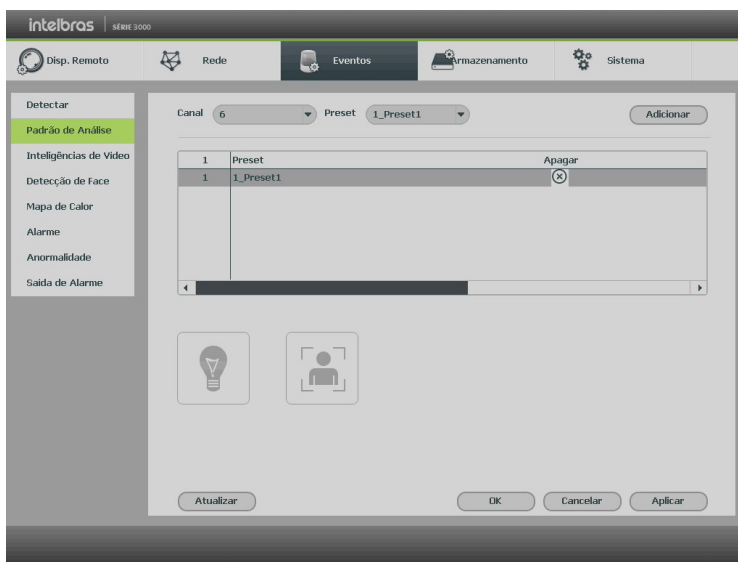 intelbras SÉRIE 3000
Disp. Remoto Rede Eventos Armazenamento Sistema
Detectar
Padrão de Análise
Inteligências de Video
Detecção de Face
Mapa de Calor
Alarme
Anormalidade
Saida de Alarme
Canal 6 Preset 1_Preset1 Adicionar
1 Preset Apagar
1 1_Preset1
Atualizar OK Cancelar Aplicar